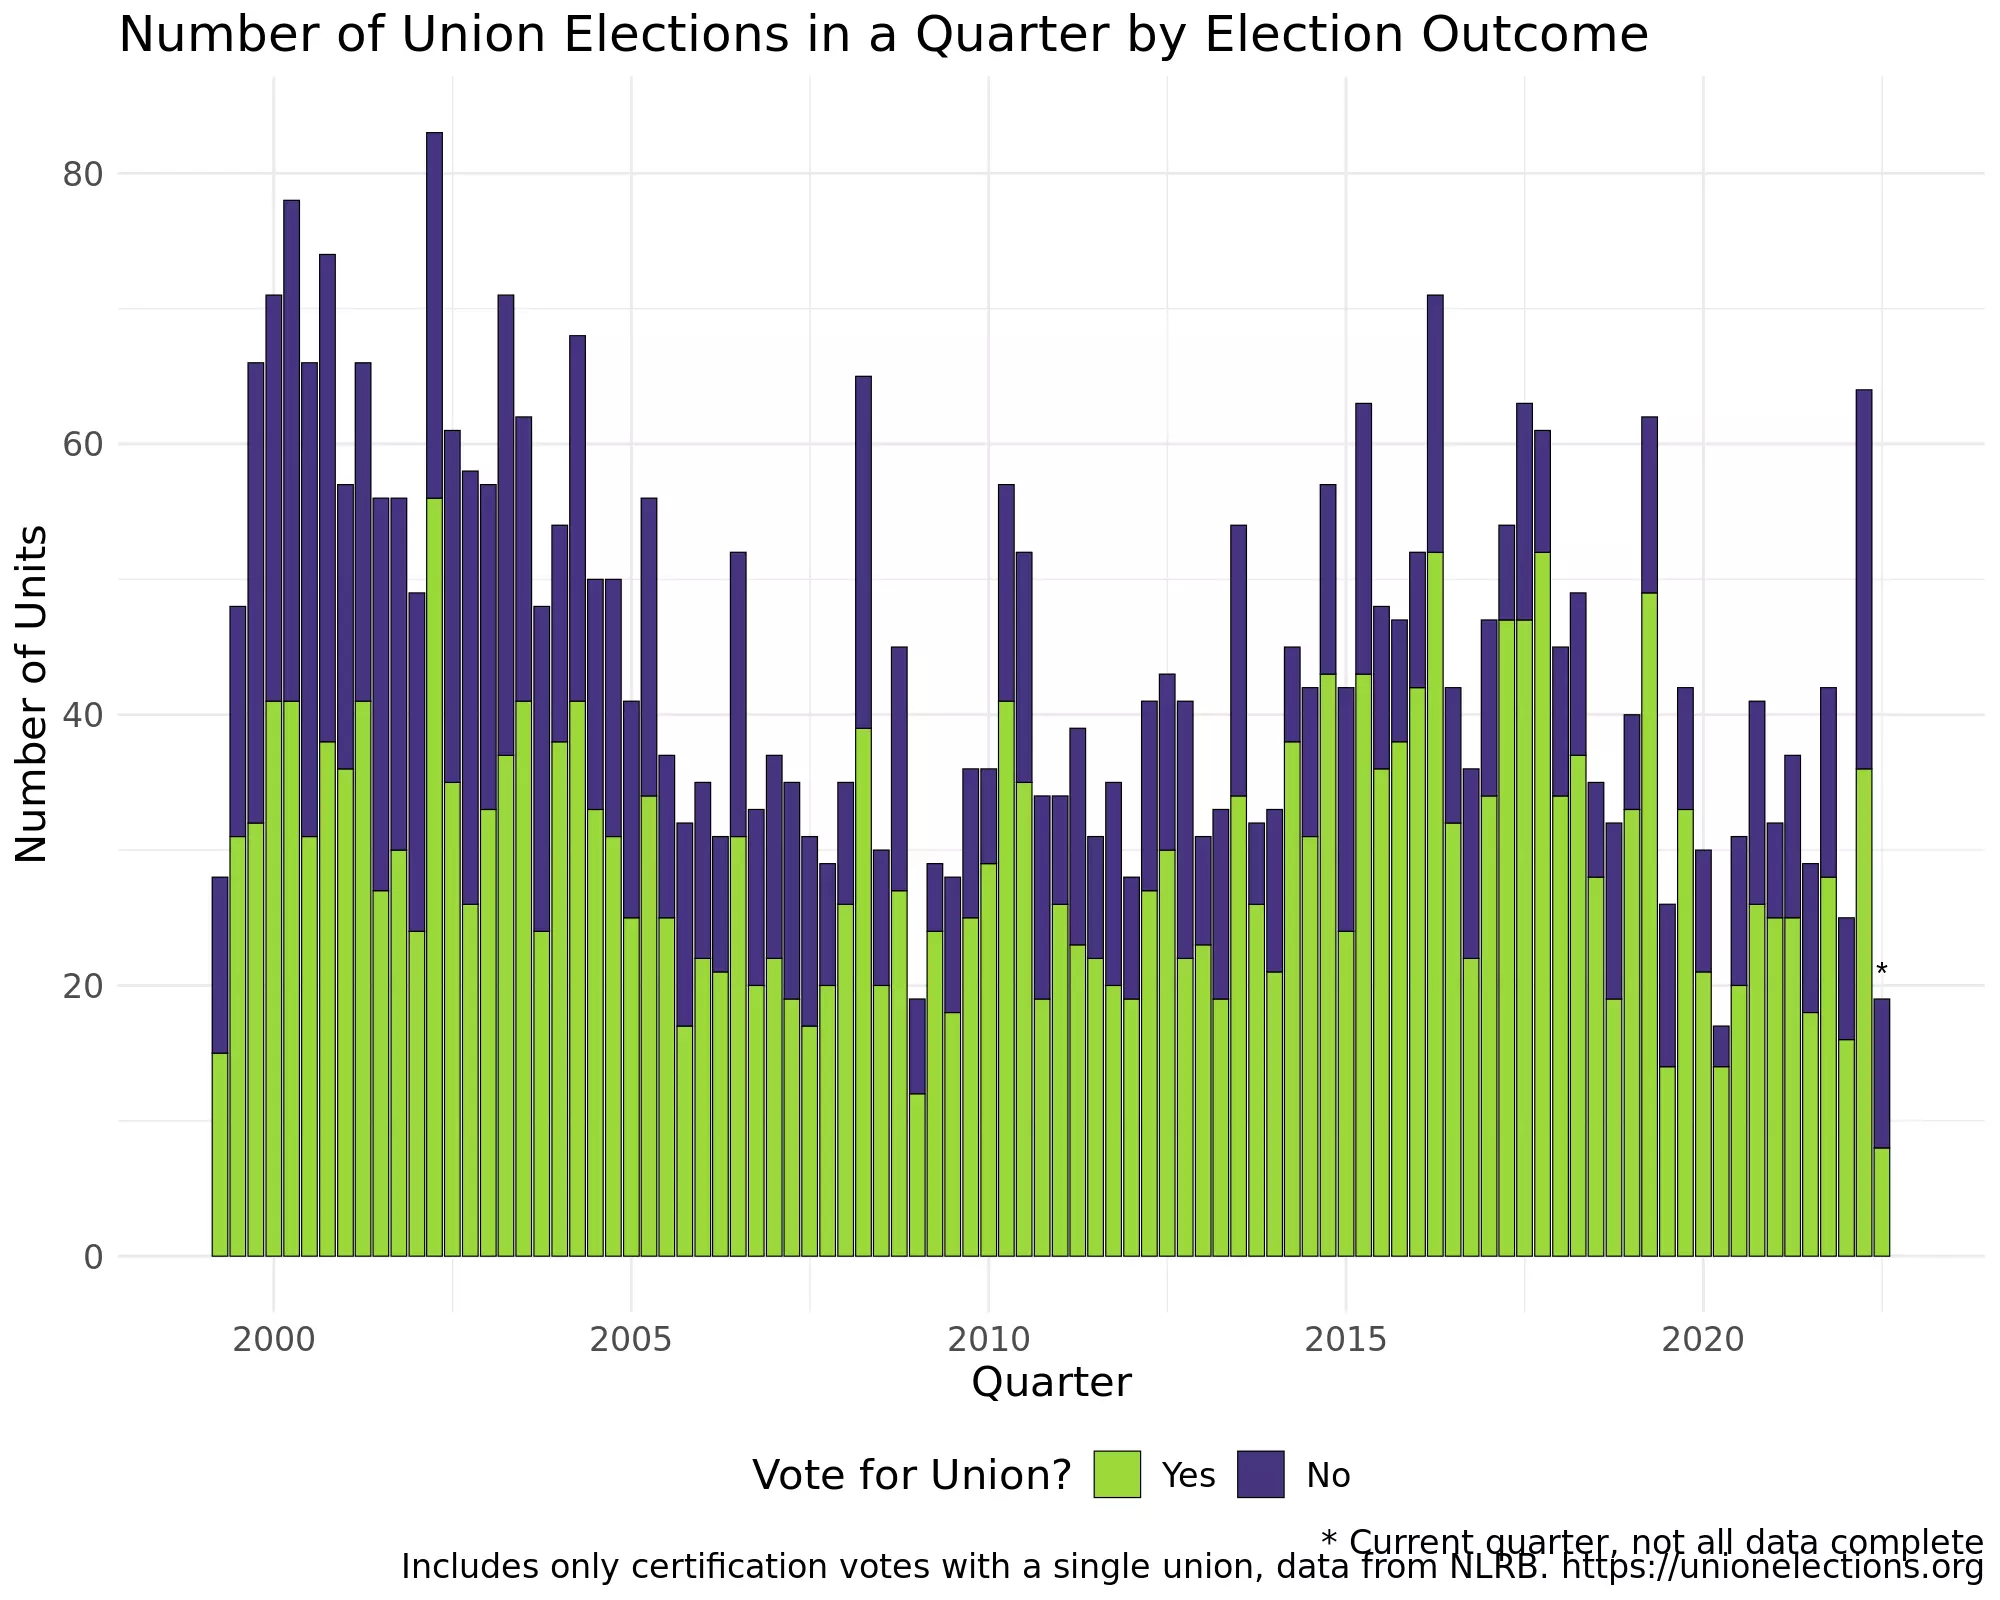 Number of Union Elections in a Quarter by Election Outcome
Number of Units
80
60
40
20
0
*
2000 2005 2010 2015 2020
Quarter
Vote for Union? Yes No
* Current quarter, not all data complete
Includes only certification votes with a single union, data from NLRB. https://unionelections.org